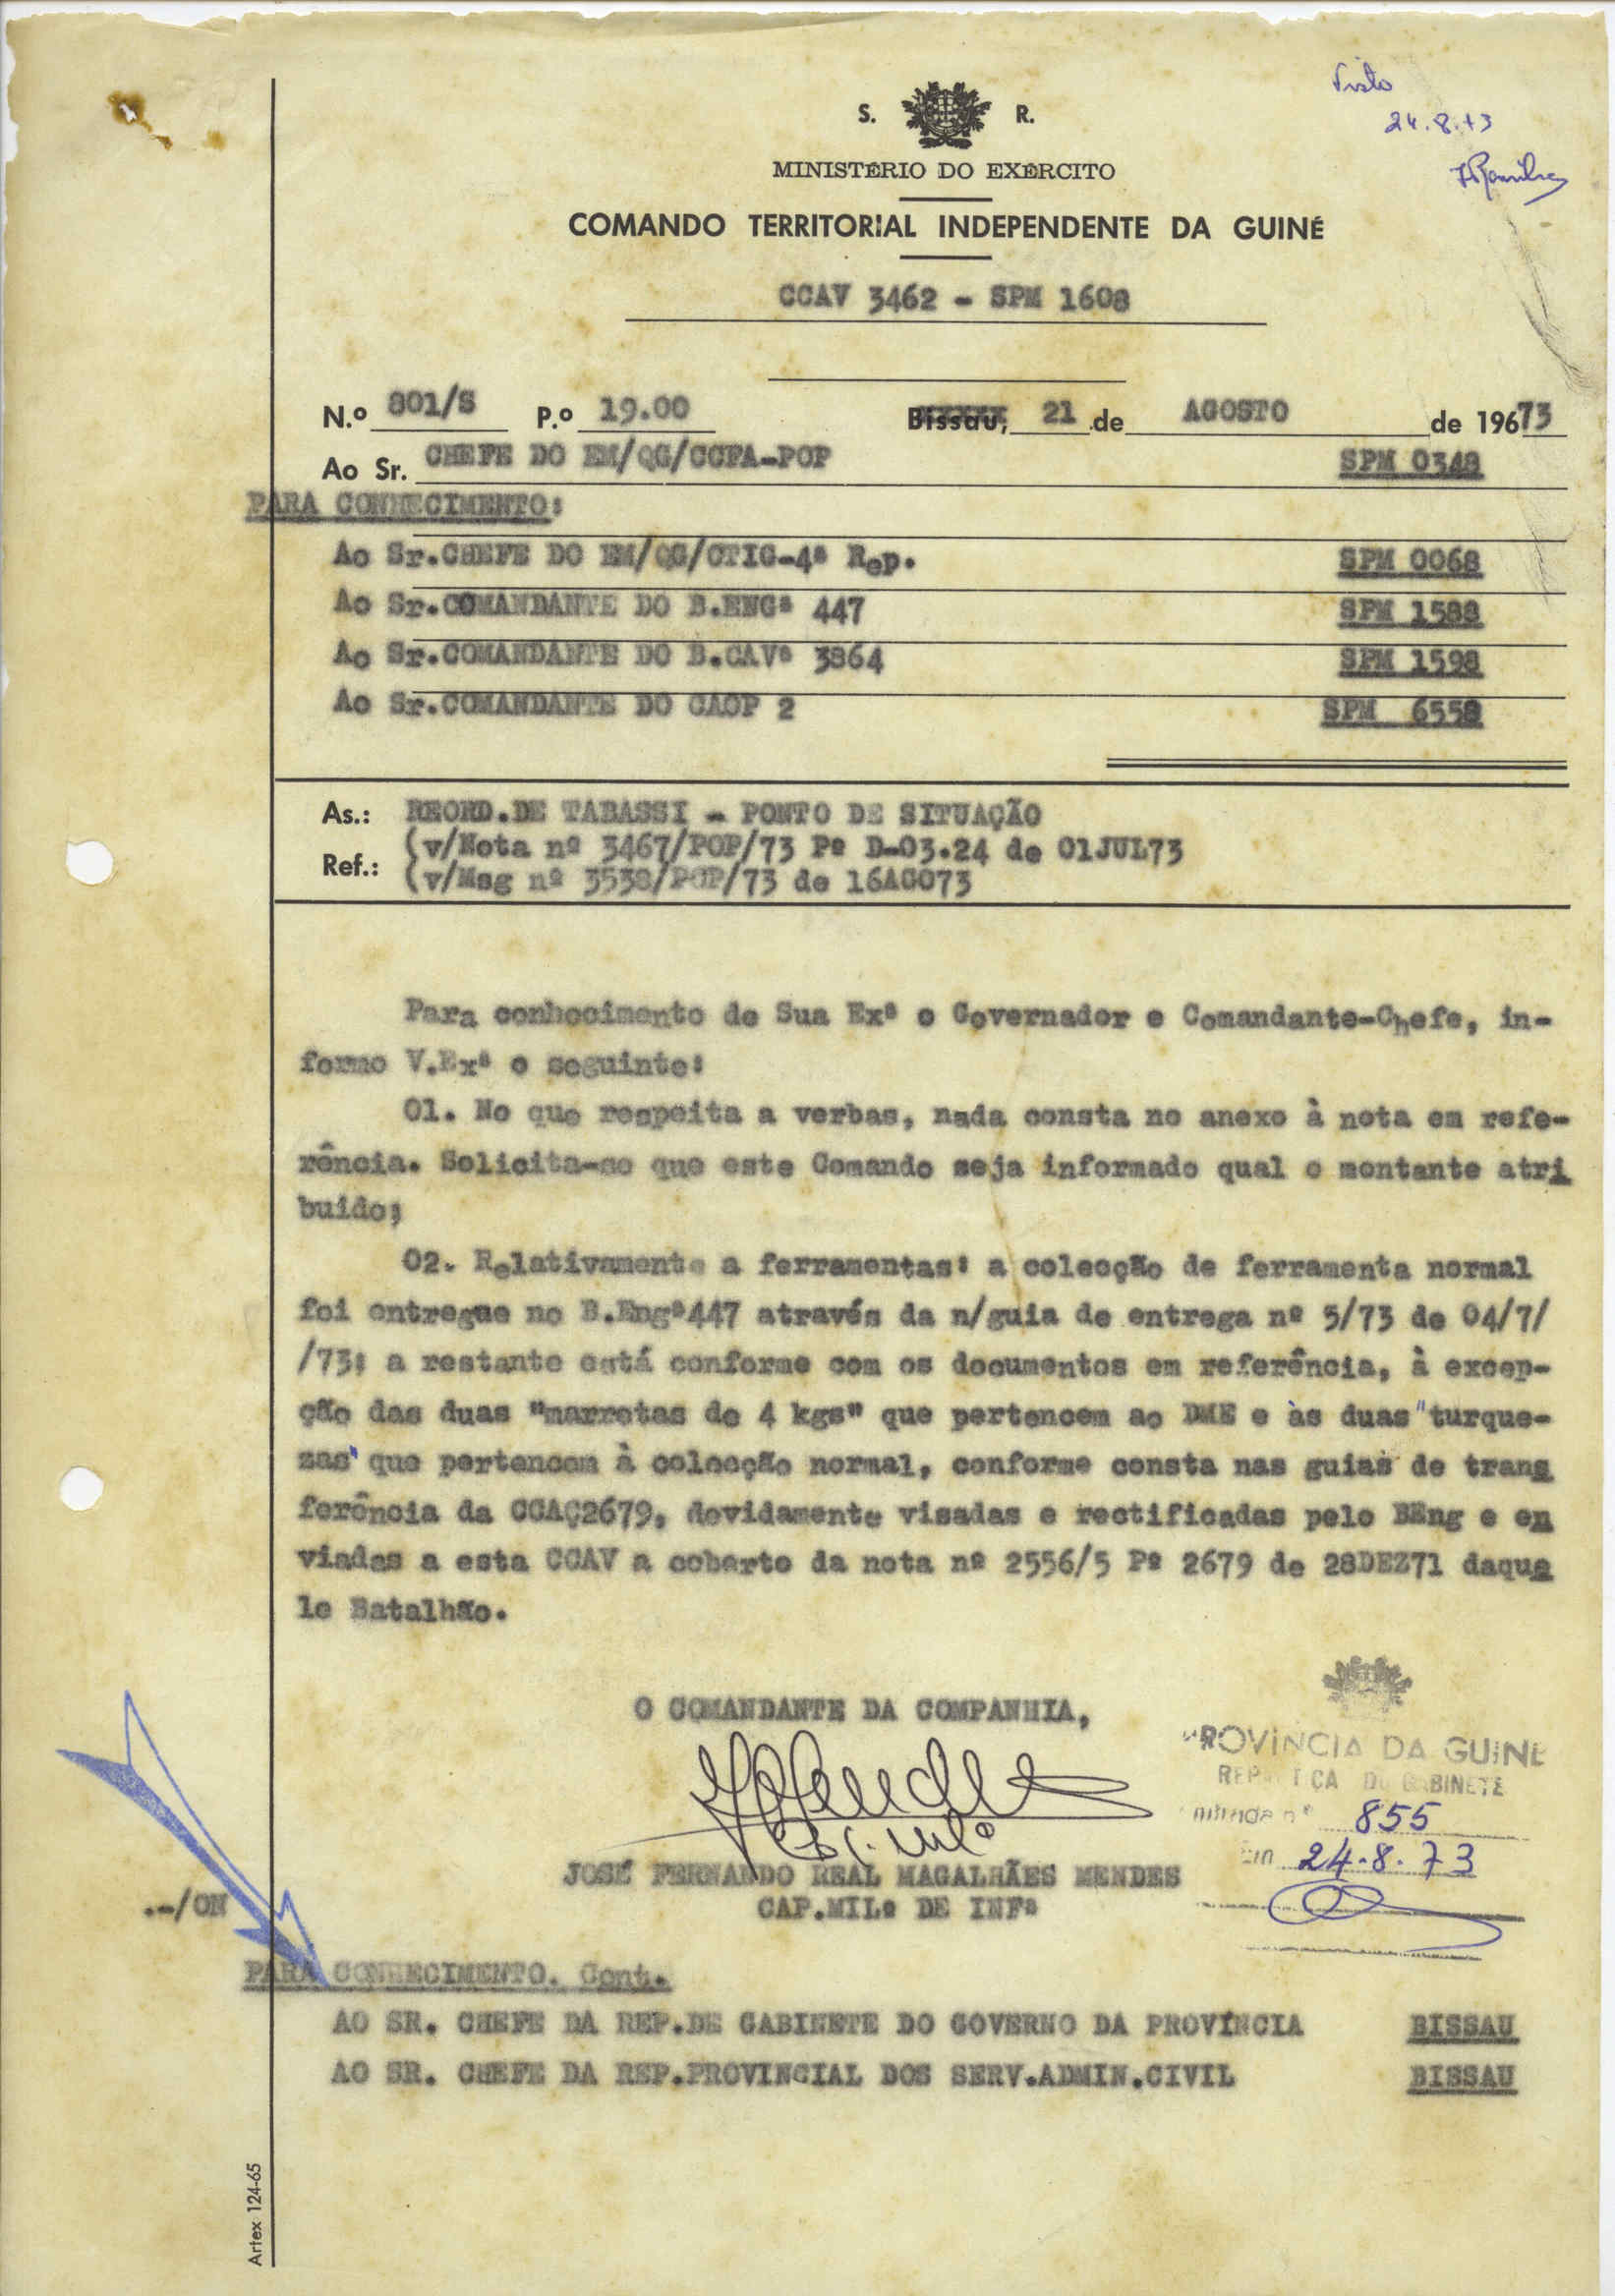 Visto
24.8.73
S. R.
MINISTÉRIO DO EXÉRCITO
COMANDO TERRITORIAL INDEPENDENTE DA GUINÉ
CCAV 3462 - SPM 1608
N.º 801/S P.º 19.00 Bissau, 21 de AGOSTO de 19673
Ao Sr. CHEFE DO EM/QG/CCFA-POP SPM 0348
PARA CONHECIMENTO:
Ao Sr.CHEFE DO EM/QG/CTIG-4ª Rep. SPM 0068
Ao Sr.COMANDANTE DO B.ENGª 447 SPM 1588
Ao Sr.COMANDANTE DO B.CAVª 3864 SPM 1598
Ao Sr.COMANDANTE DO CAOP 2 SPM 6558
As.: REORD.DE TABASSI - PONTO DE SITUAÇÃO
Ref.: (v/Nota nº 3467/POP/73 Pº D-03.24 de 01JUL73
(v/Msg nº 3538/POP/73 de 16AGO73
Para conhecimento de Sua Exª o Governador e Comandante-Chefe, in-
formo V.Exª o seguinte:
01. No que respeita a verbas, nada consta no anexo à nota em refe-
rência. Solicita-se que este Comando seja informado qual o montante atri
buido;
02. Relativamente a ferramentas: a colecção de ferramenta normal
foi entregue no B.Engª447 através da n/guia de entrega nº 5/73 de 04/7/
/73; a restante está conforme com os documentos em referência, à excep-
ção das duas "marretas de 4 kgs" que pertencem ao DME e às duas "turque-
zas" que pertencem à colecção normal, conforme consta nas guias de trans
ferência da CCAÇ2679, devidamente visadas e rectificadas pelo BEng e en
viadas a esta CCAV a coberto da nota nº 2556/5 Pº 2679 de 28DEZ71 daque
le Batalhão.
O COMANDANTE DA COMPANHIA,
PROVÍNCIA DA GUINÉ
REPARTIÇÃO DO GABINETE
Entrada nº 855
Em 24.8.73
JOSÉ FERNANDO REAL MAGALHÃES MENDES
CAP.MILº DE INFª
.-/ON
PARA CONHECIMENTO. Cont.
AO SR. CHEFE DA REP.DE GABINETE DO GOVERNO DA PROVÍNCIA BISSAU
AO SR. CHEFE DA REP.PROVINCIAL DOS SERV.ADMIN.CIVIL BISSAU
Artex 124-65